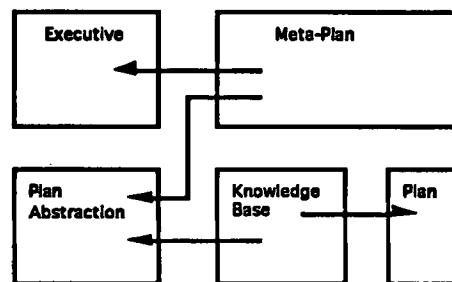 Executive
Meta-Plan
Plan
Abstraction
Knowledge
Base
Plan